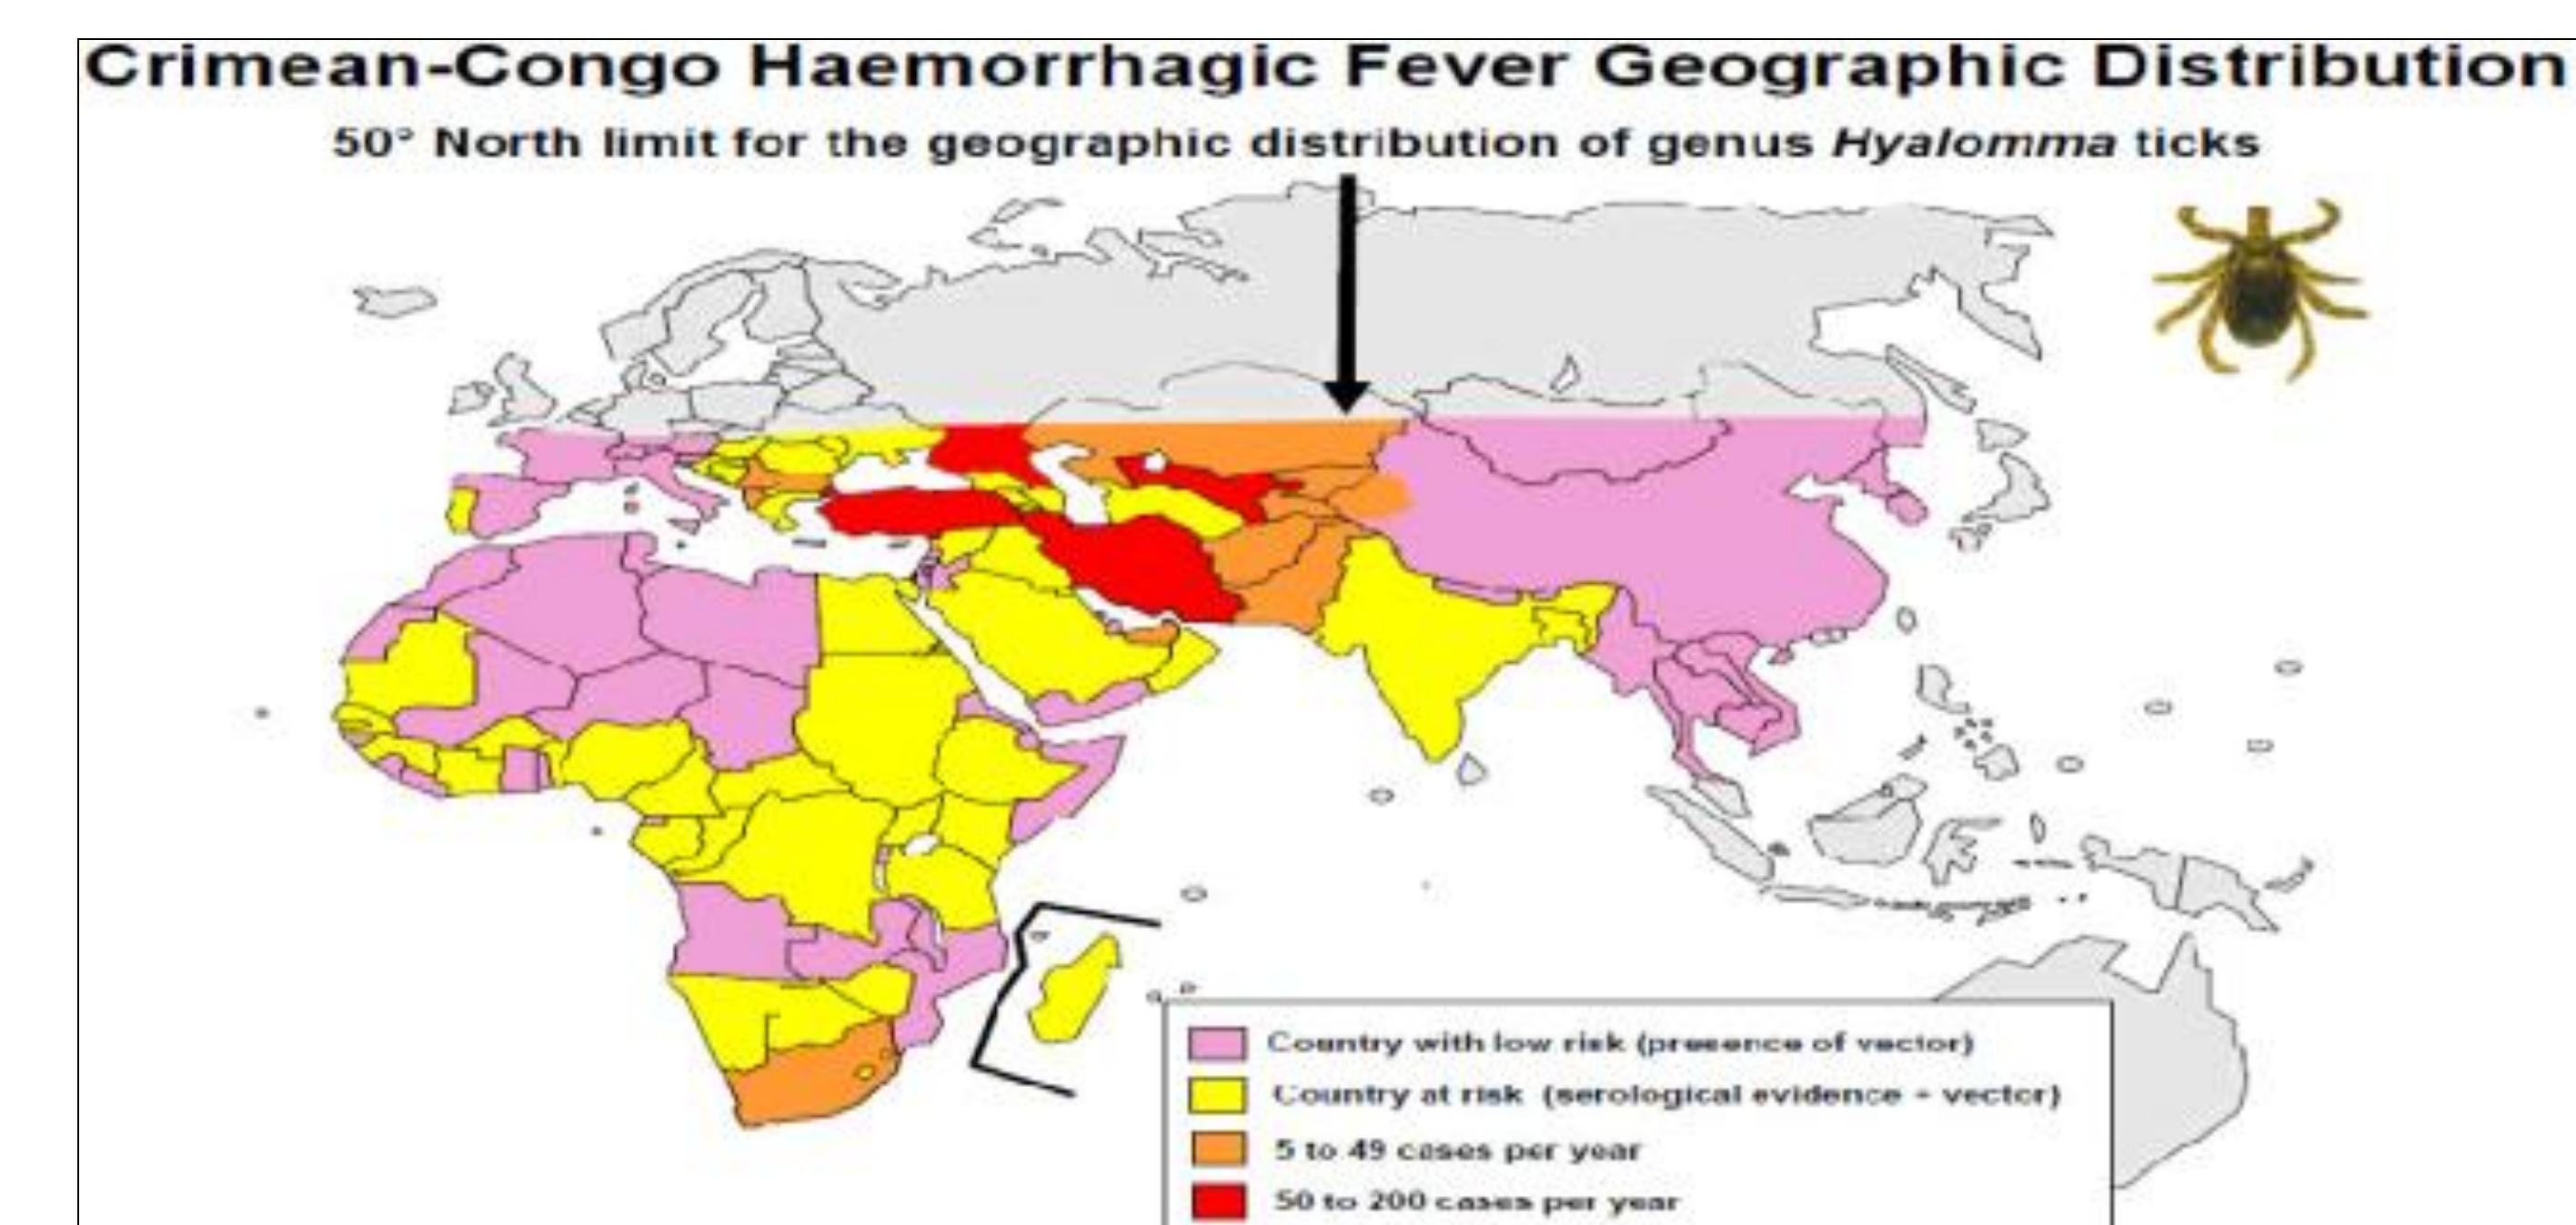 Crimean-Congo Haemorrhagic Fever Geographic Distribution
50° North limit for the geographic distribution of genus Hyalomma ticks
Country with low risk (presence of vector)
Country at risk (serological evidence + vector)
5 to 49 cases per year
50 to 200 cases per year